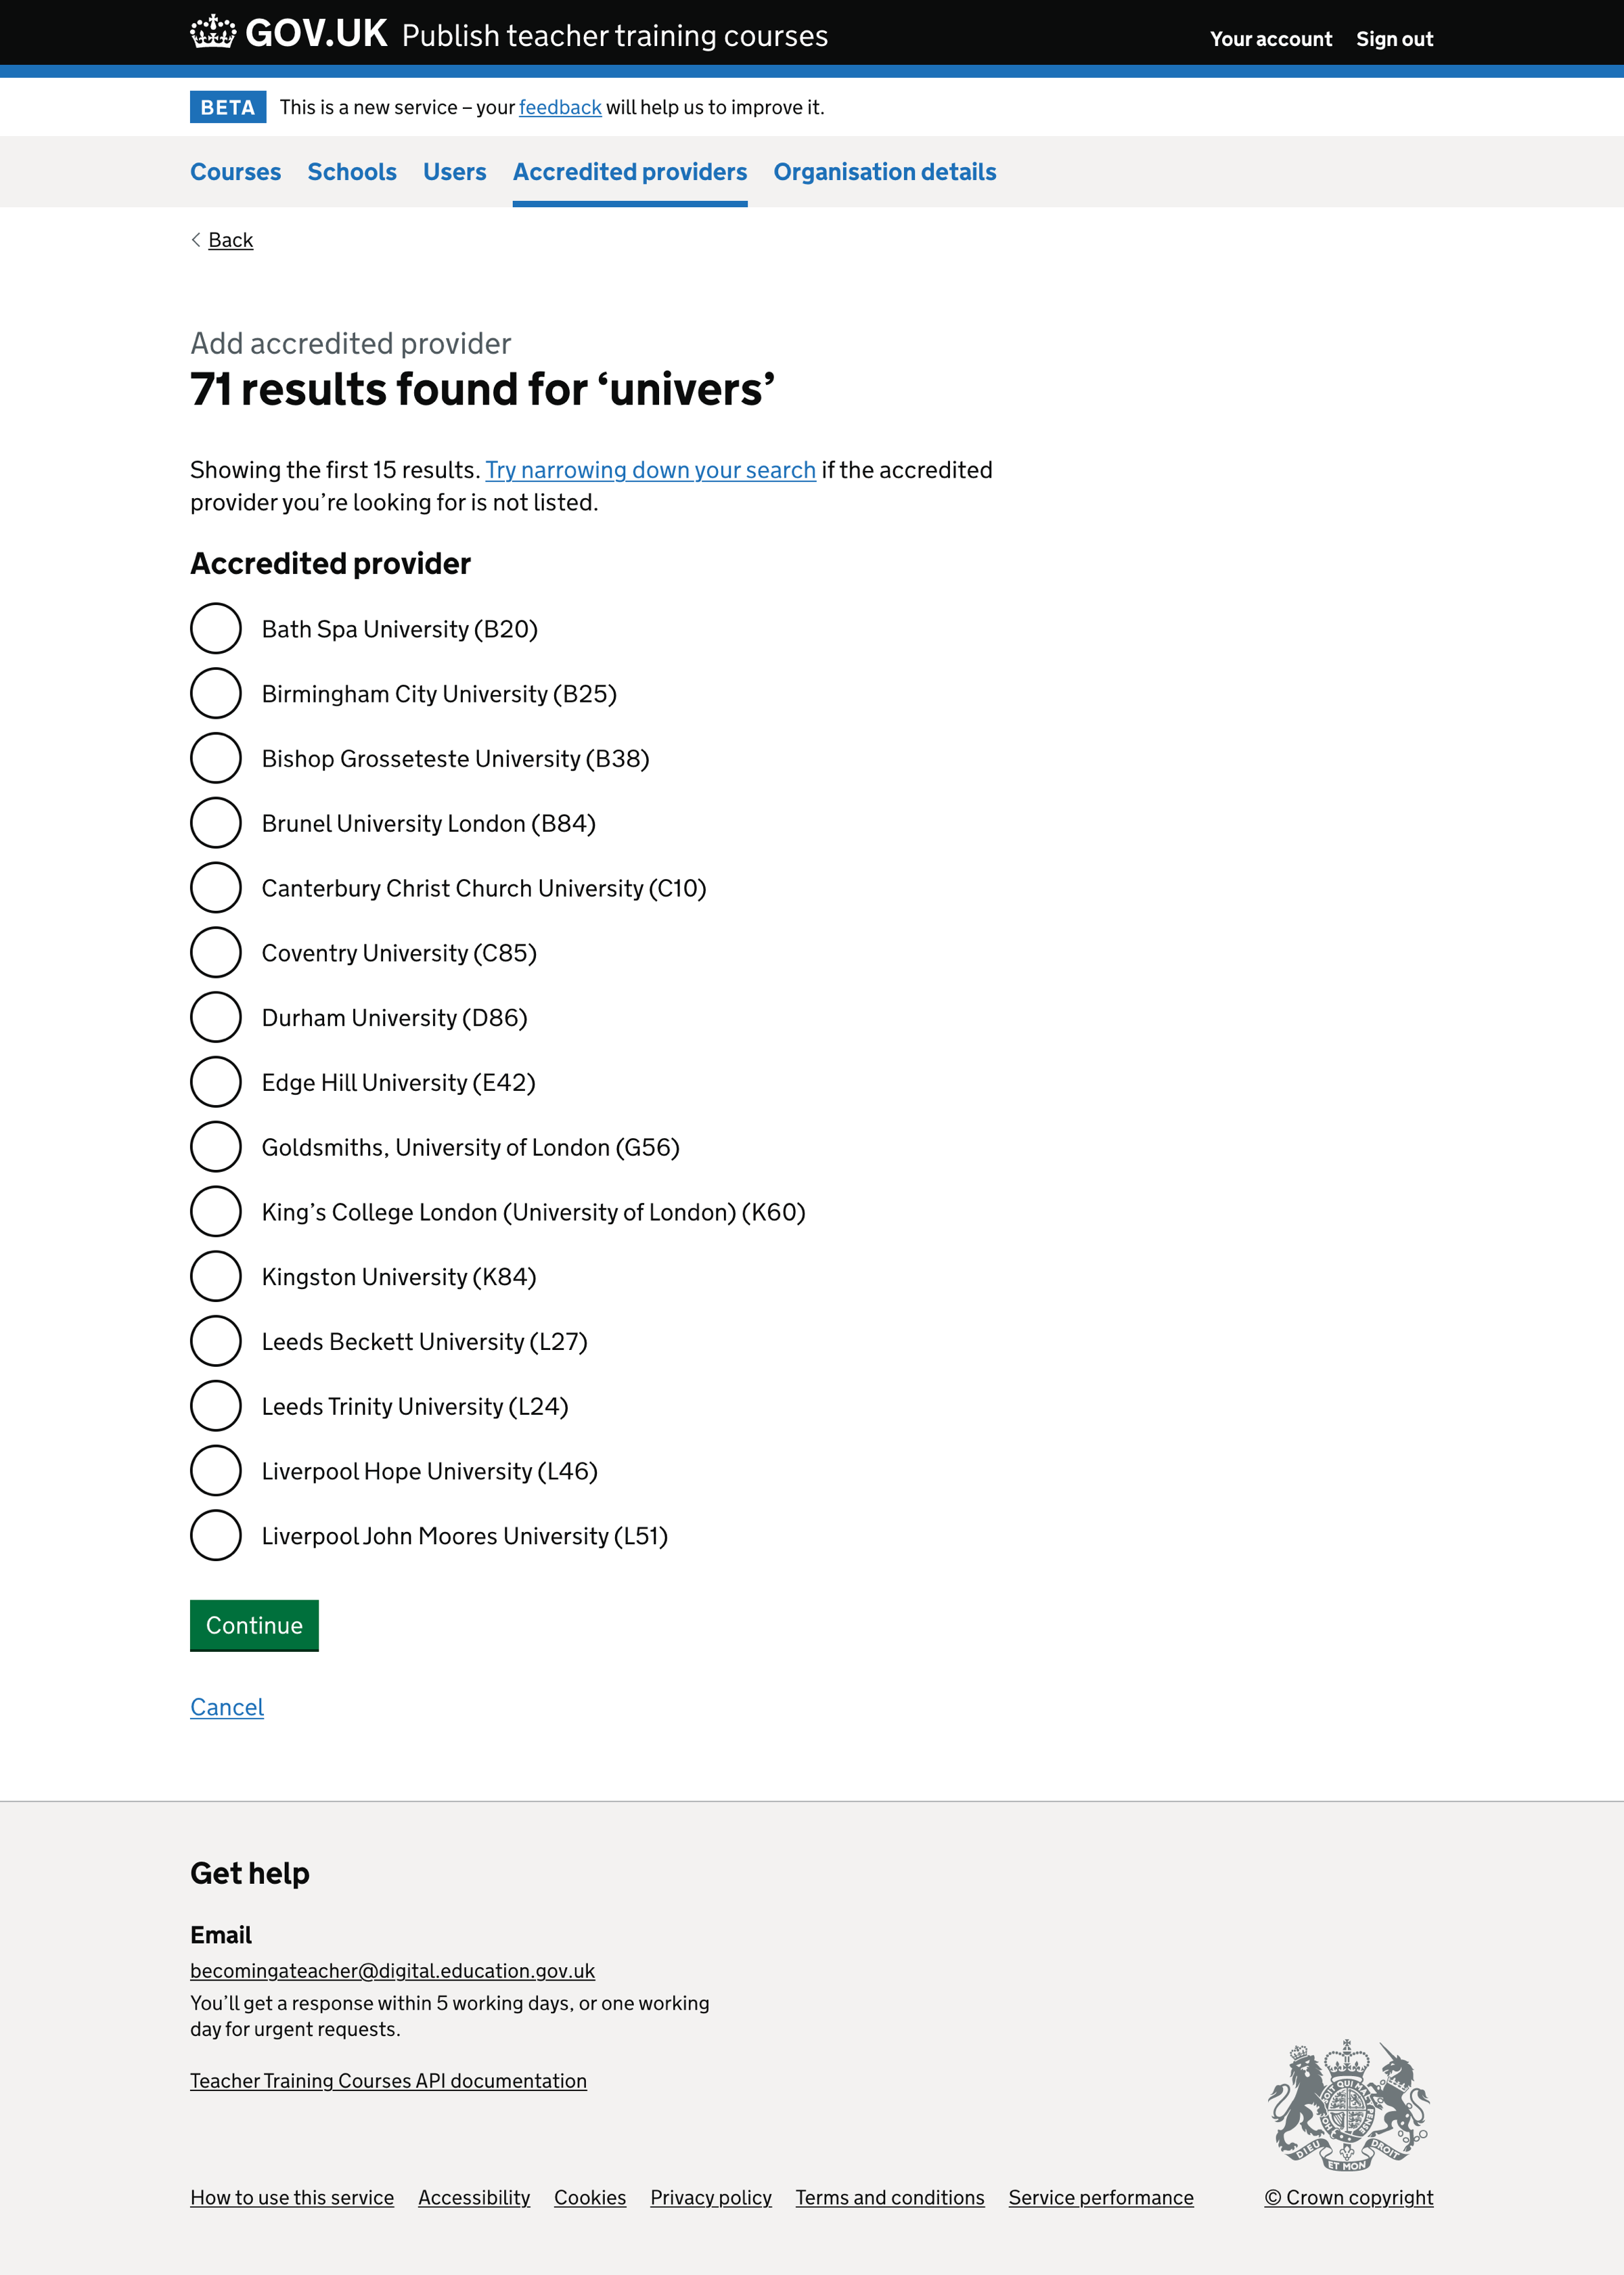 GOV.UK Publish teacher training courses Your account Sign out
BETA This is a new service – your feedback will help us to improve it.
Courses Schools Users Accredited providers Organisation details
Back
Add accredited provider
71 results found for ‘univers’
Showing the first 15 results. Try narrowing down your search if the accredited
provider you’re looking for is not listed.
Accredited provider
Bath Spa University (B20)
Birmingham City University (B25)
Bishop Grosseteste University (B38)
Brunel University London (B84)
Canterbury Christ Church University (C10)
Coventry University (C85)
Durham University (D86)
Edge Hill University (E42)
Goldsmiths, University of London (G56)
King’s College London (University of London) (K60)
Kingston University (K84)
Leeds Beckett University (L27)
Leeds Trinity University (L24)
Liverpool Hope University (L46)
Liverpool John Moores University (L51)
Continue
Cancel
Get help
Email
becomingateacher@digital.education.gov.uk
You’ll get a response within 5 working days, or one working
day for urgent requests.
Teacher Training Courses API documentation
DIEU ET MON DROIT
How to use this service Accessibility Cookies Privacy policy Terms and conditions Service performance © Crown copyright